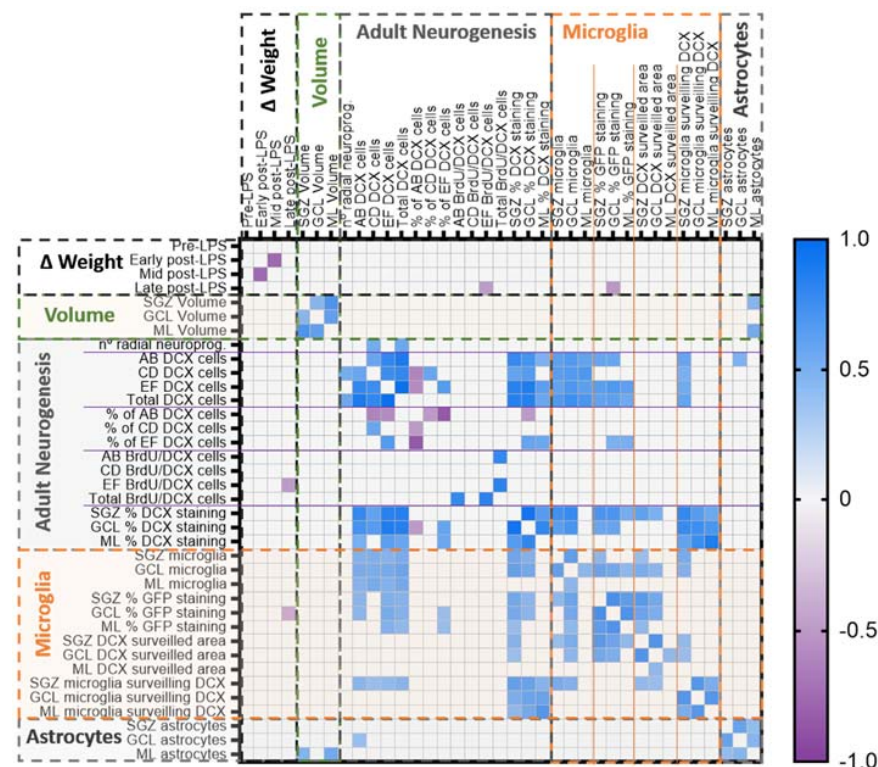 Δ Weight
Volume
Adult Neurogenesis
Microglia
Astrocytes
Pre-LPS
Early post-LPS
Mid post-LPS
Late post-LPS
SGZ Volume
GCL Volume
ML Volume
nº radial neuroprog.
AB DCX cells
CD DCX cells
EF DCX cells
Total DCX cells
% of AB DCX cells
% of CD DCX cells
% of EF DCX cells
AB BrdU/DCX cells
CD BrdU/DCX cells
EF BrdU/DCX cells
Total BrdU/DCX cells
SGZ % DCX staining
GCL % DCX staining
ML % DCX staining
SGZ microglia
GCL microglia
ML microglia
SGZ % GFP staining
GCL % GFP staining
ML % GFP staining
SGZ DCX surveilled area
GCL DCX surveilled area
ML DCX surveilled area
SGZ microglia surveilling DCX
GCL microglia surveilling DCX
ML microglia surveilling DCX
SGZ astrocytes
GCL astrocytes
ML astrocytes
Δ Weight
Volume
Adult Neurogenesis
Microglia
Astrocytes
Pre-LPS
Early post-LPS
Mid post-LPS
Late post-LPS
SGZ Volume
GCL Volume
ML Volume
nº radial neuroprog.
AB DCX cells
CD DCX cells
EF DCX cells
Total DCX cells
% of AB DCX cells
% of CD DCX cells
% of EF DCX cells
AB BrdU/DCX cells
CD BrdU/DCX cells
EF BrdU/DCX cells
Total BrdU/DCX cells
SGZ % DCX staining
GCL % DCX staining
ML % DCX staining
SGZ microglia
GCL microglia
ML microglia
SGZ % GFP staining
GCL % GFP staining
ML % GFP staining
SGZ DCX surveilled area
GCL DCX surveilled area
ML DCX surveilled area
SGZ microglia surveilling DCX
GCL microglia surveilling DCX
ML microglia surveilling DCX
SGZ astrocytes
GCL astrocytes
ML astrocytes
1.0
0.5
0
-0.5
-1.0